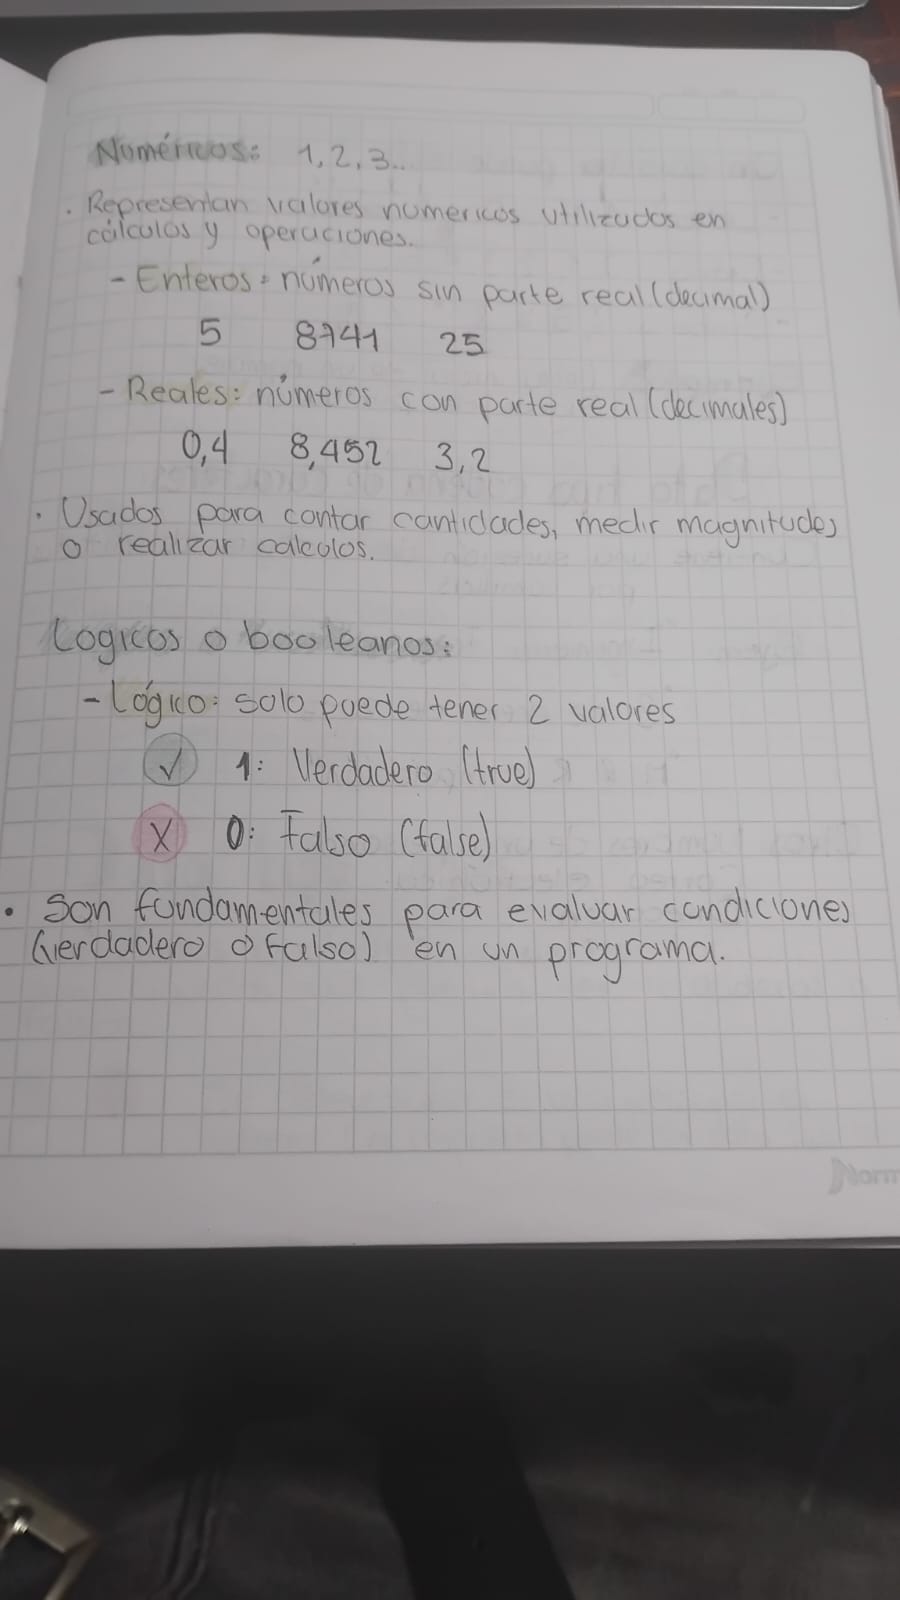 Numéricos: 1, 2, 3..
. Representan valores numericos utilizados en
cálculos y operaciones.
- Enteros: números sin parte real (decimal)
5 8741 25
- Reales: números con parte real (decimales)
0,4 8,452 3,2
. Usados para contar cantidades, medir magnitudes
o realizar calculos.
Logicos o booleanos:
- Lógico: solo puede tener 2 valores
✓ 1: Verdadero (true)
X 0: Falso (false)
• Son fundamentales para evaluar condiciones
(verdadero o Falso) en un programa.